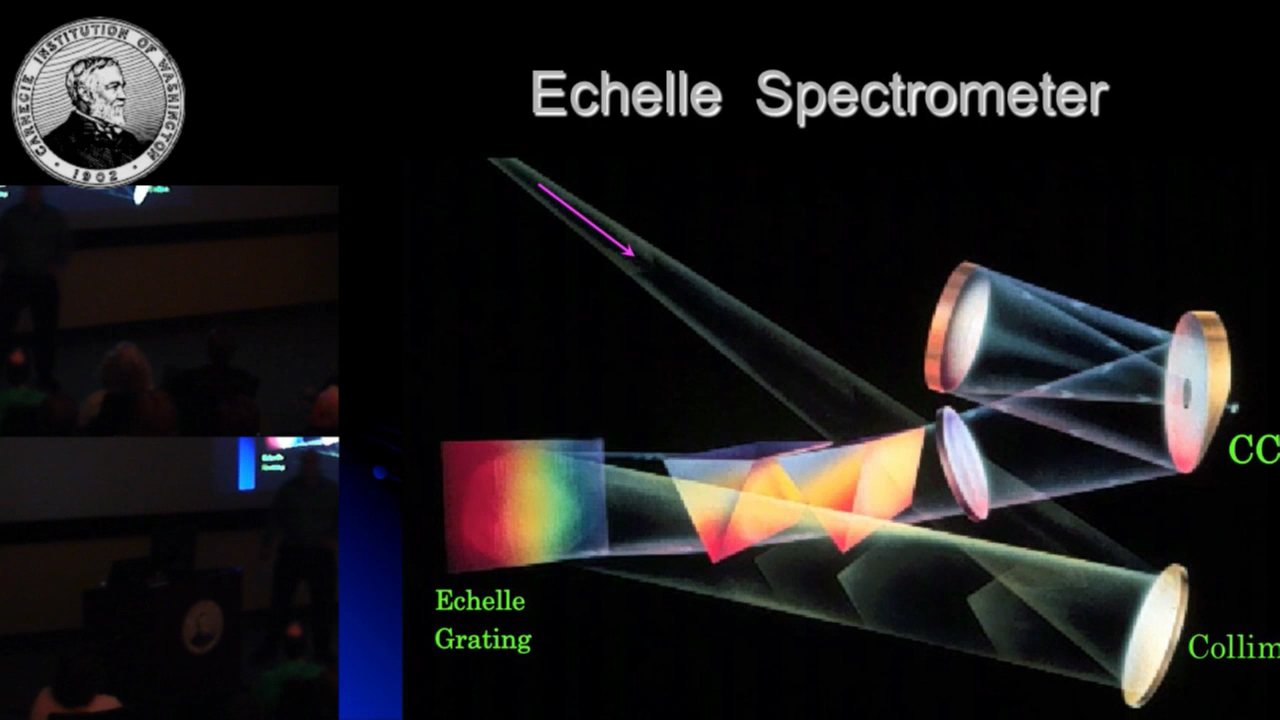 CARNEGIE INSTITUTION OF WASHINGTON
1902
Echelle Spectrometer
CC
Echelle
Grating
Collim